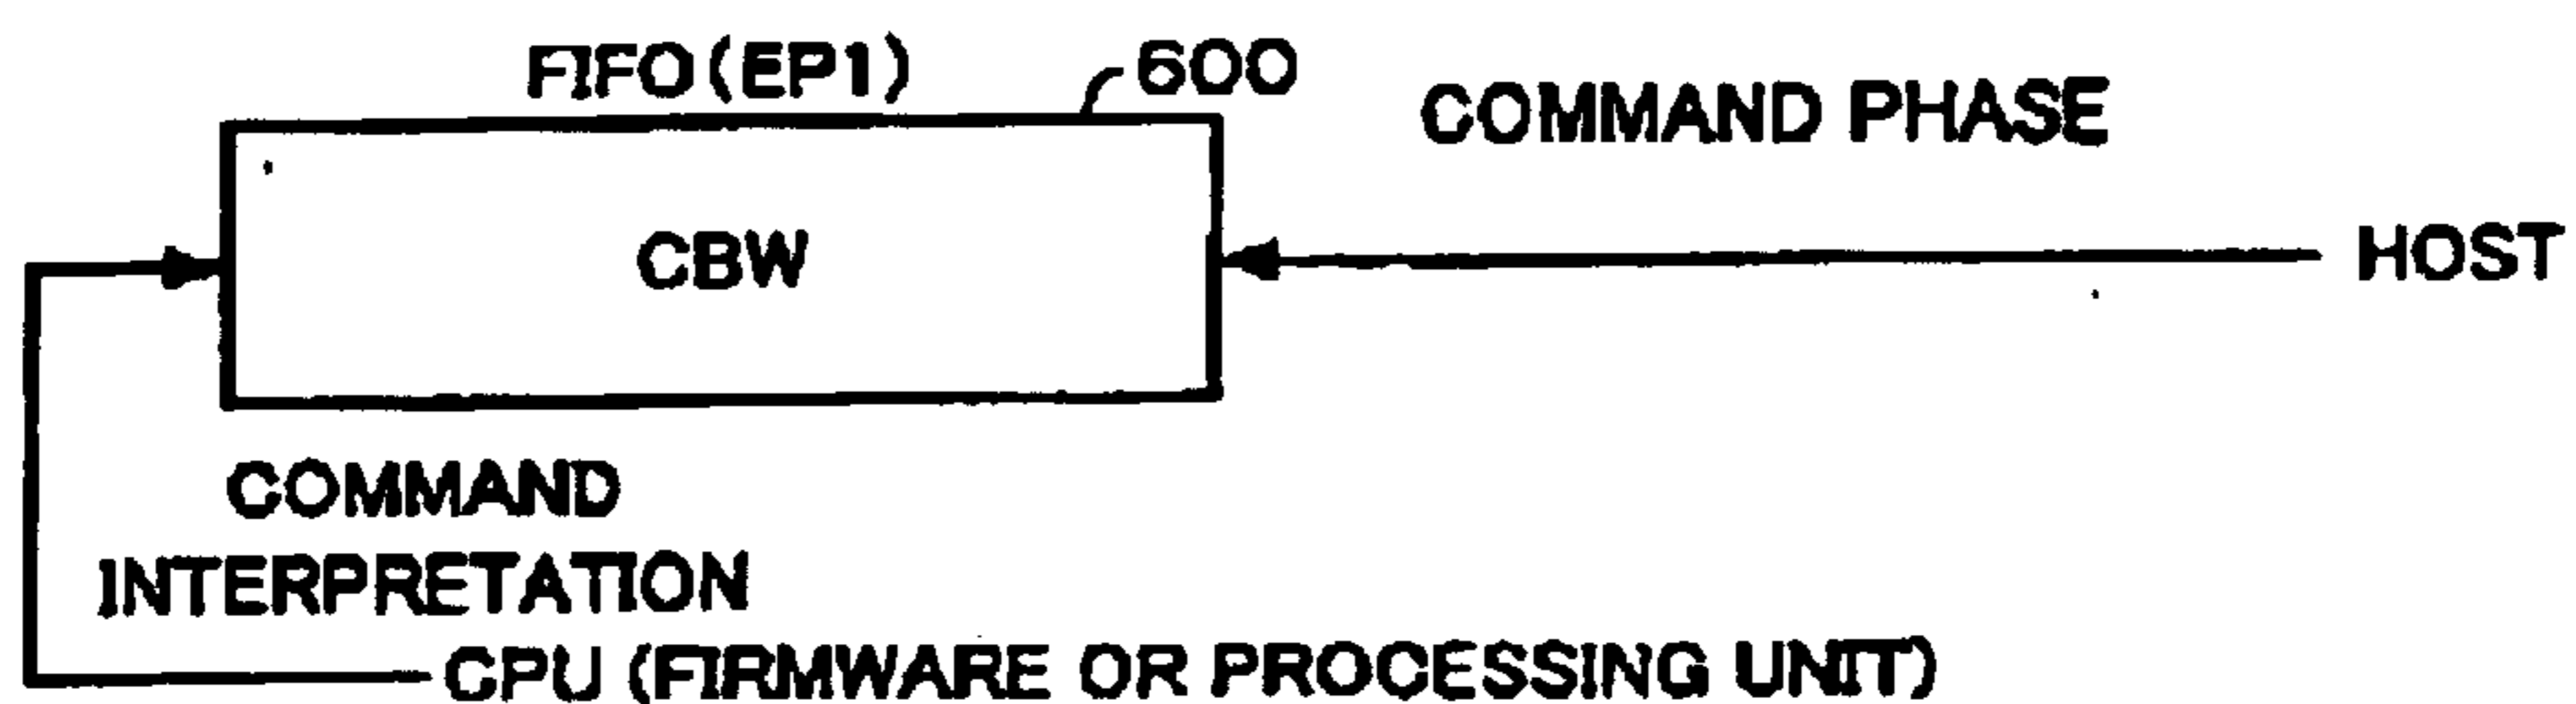 FIFO(EP1)
600
COMMAND PHASE
CBW
HOST
COMMAND
INTERPRETATION
CPU (FIRMWARE OR PROCESSING UNIT)